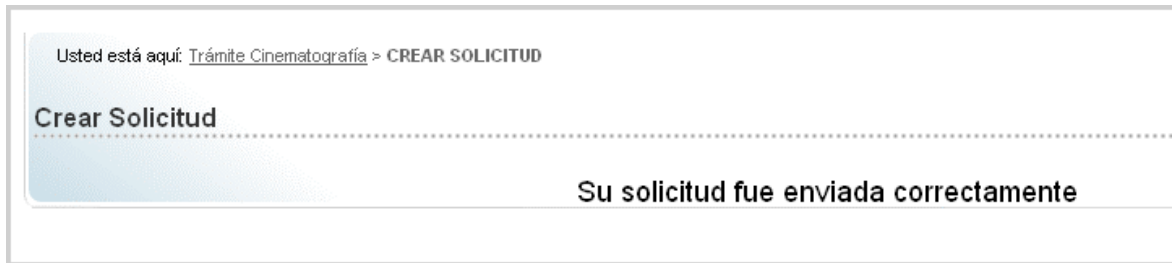 Usted está aquí: Trámite Cinematografía > CREAR SOLICITUD
Crear Solicitud
Su solicitud fue enviada correctamente